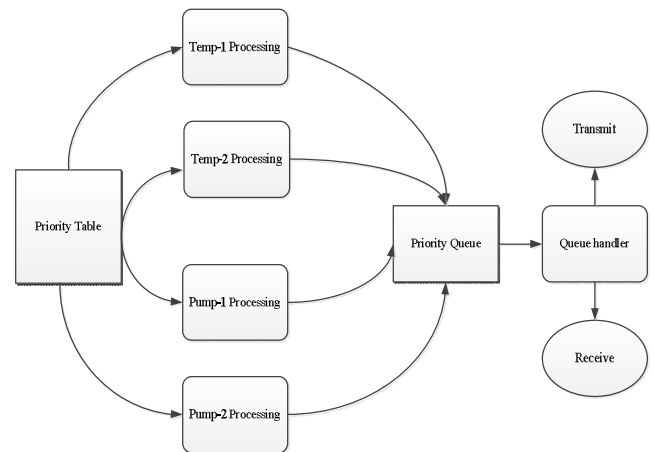 Temp-1 Processing
Temp-2 Processing
Priority Table
Pump-1 Processing
Pump-2 Processing
Priority Queue
Transmit
Queue handler
Receive